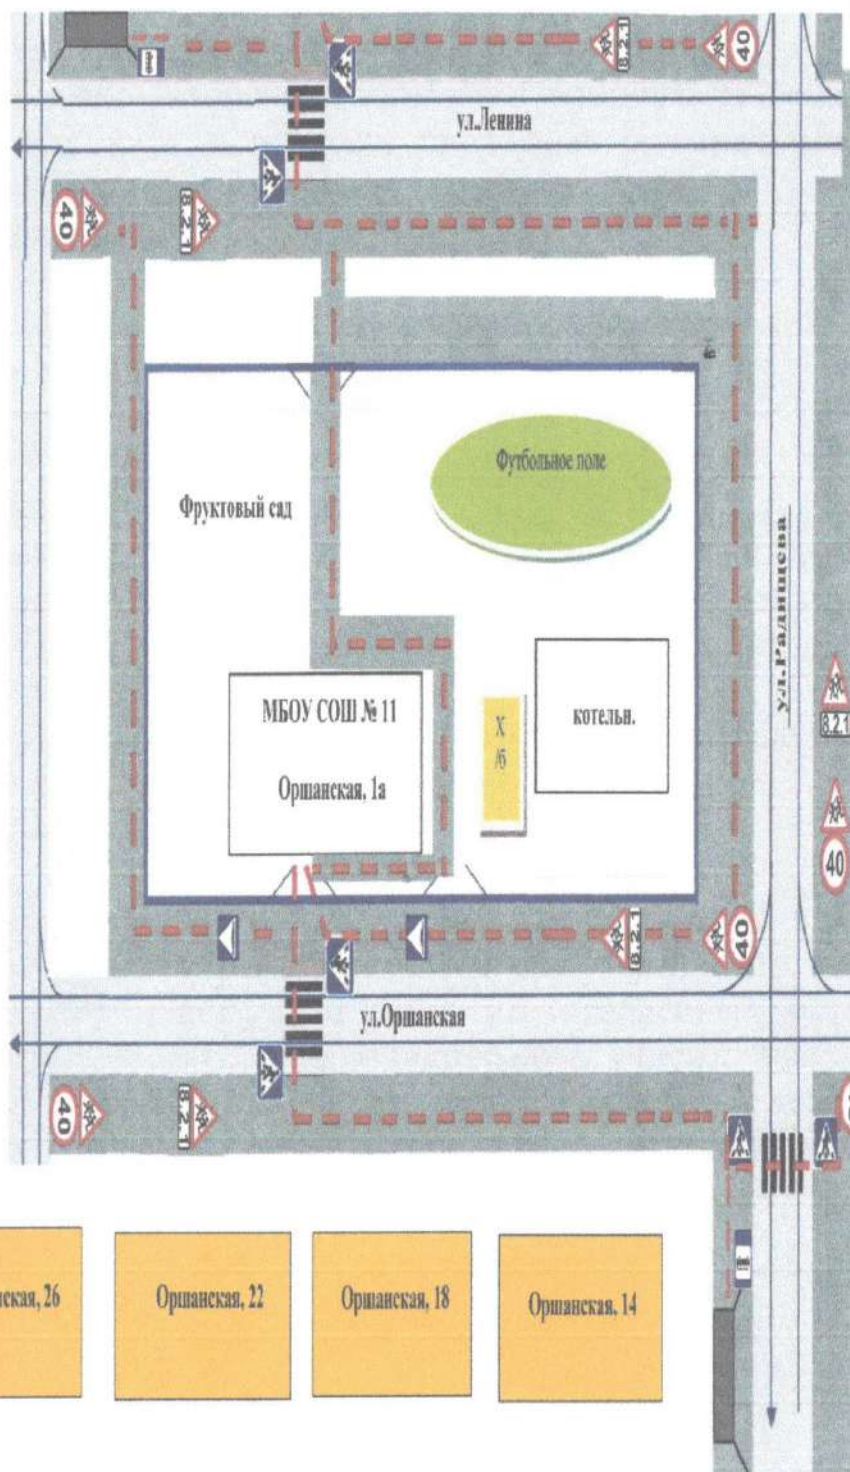 8.2.1
40
ул.Ленина
40
8.2.1
Футбольное поле
Фруктовый сад
ул.Радищева
МБОУ СОШ № 11
Оршанская, 1а
Х
/б
котельн.
8.2.1
40
8.2.1
40
ул.Оршанская
40
8.2.1
ская, 26
Оршанская, 22
Оршанская, 18
Оршанская, 14